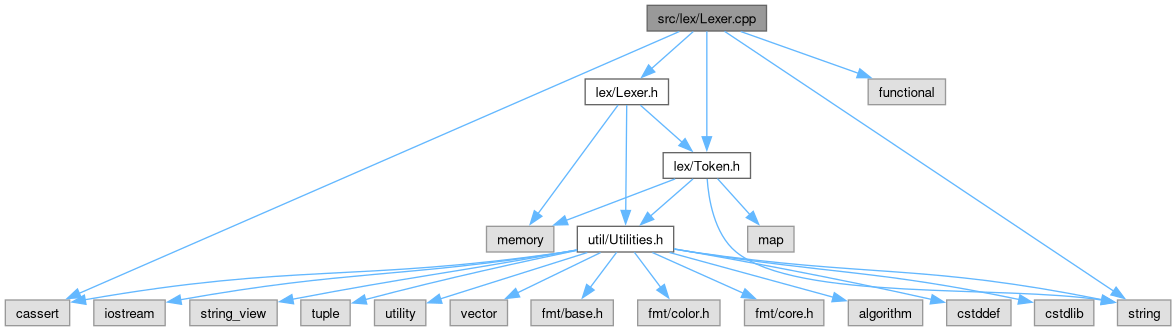 src/lex/Lexer.cpp
lex/Lexer.h
functional
lex/Token.h
memory
util/Utilities.h
map
cassert
iostream
string_view
tuple
utility
vector
fmt/base.h
fmt/color.h
fmt/core.h
algorithm
cstddef
cstdlib
string